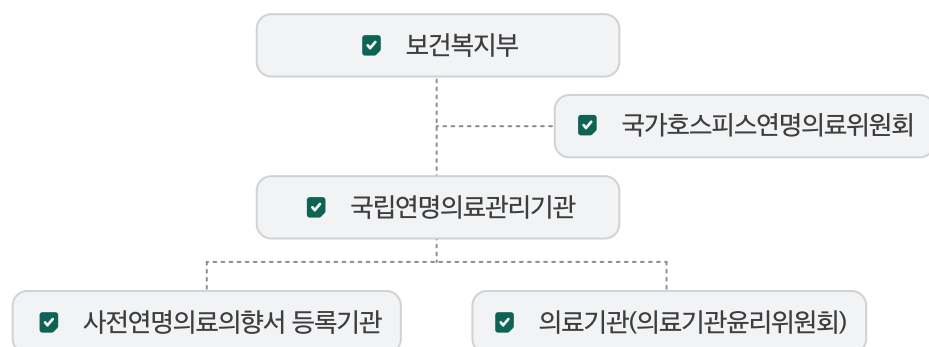 보건복지부
국가호스피스연명의료위원회
국립연명의료관리기관
사전연명의료의향서 등록기관
의료기관(의료기관윤리위원회)